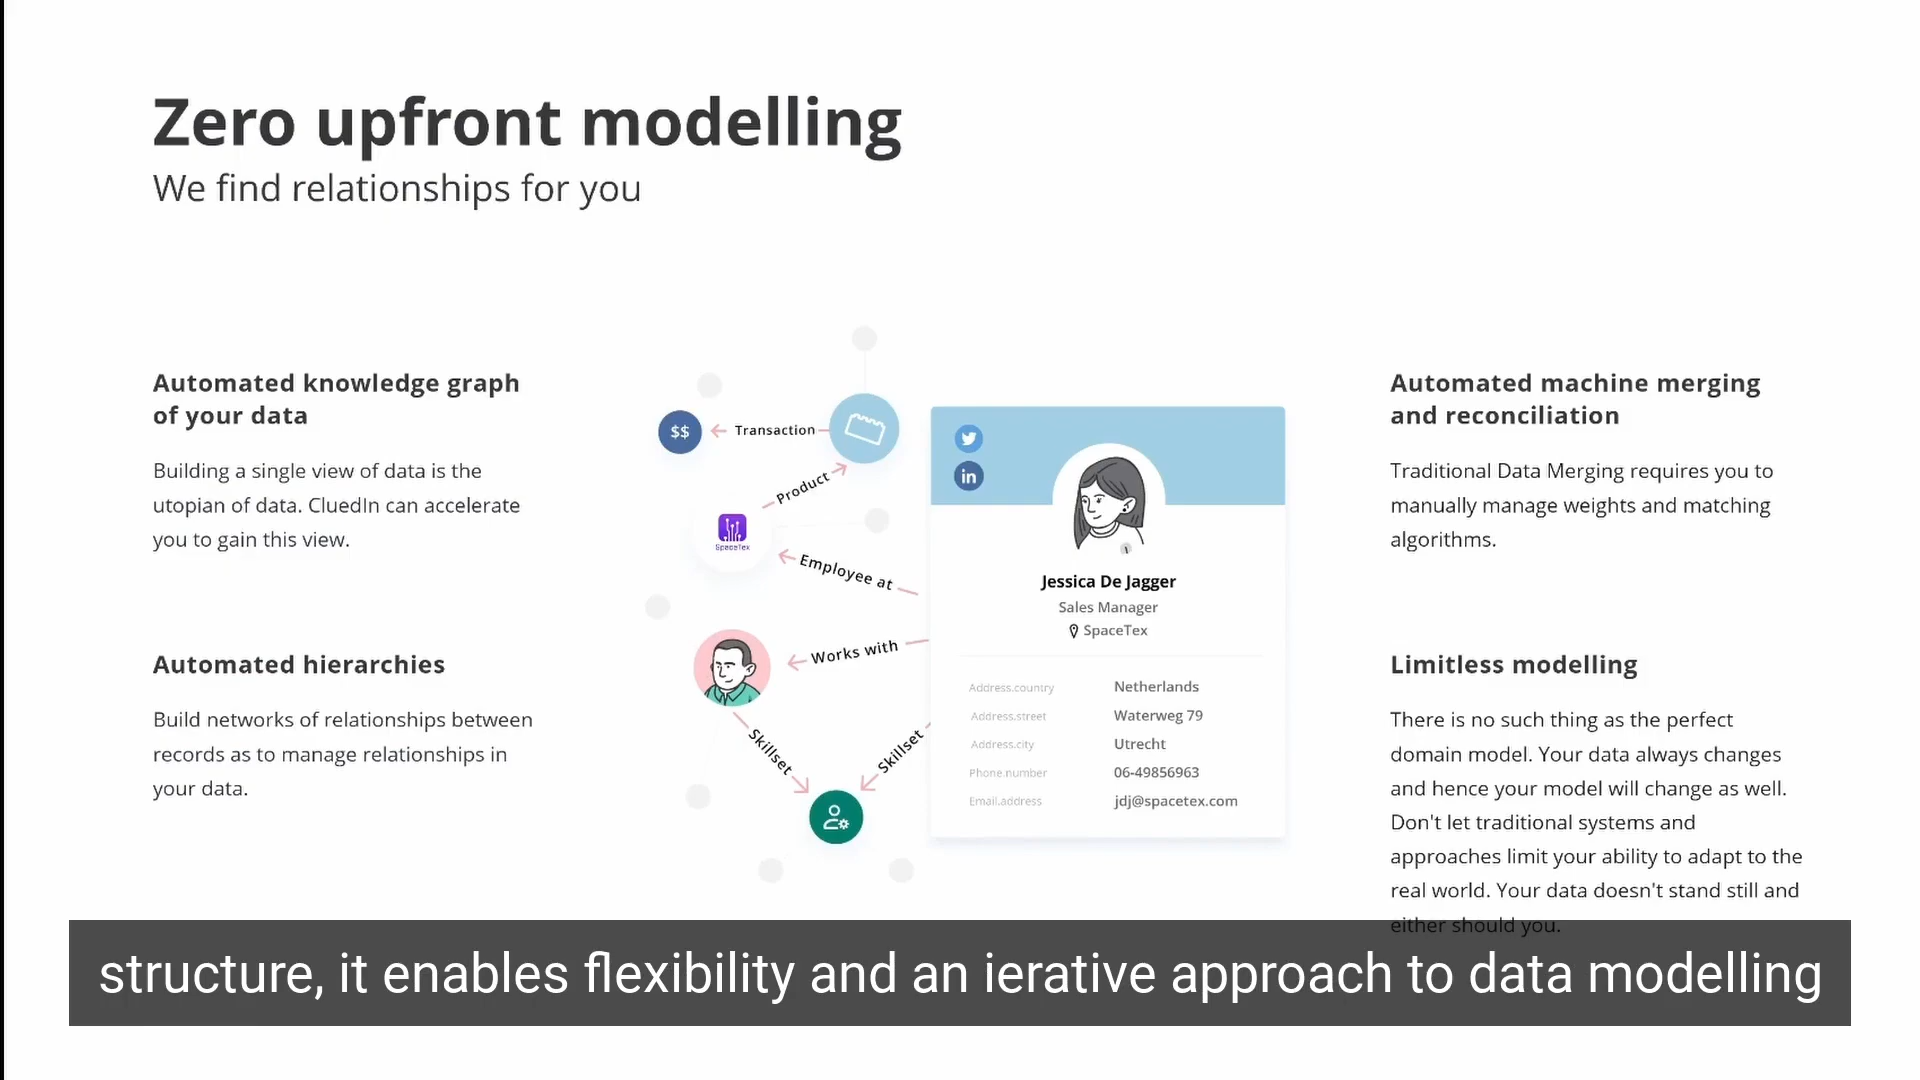 Zero upfront modelling
We find relationships for you
Automated knowledge graph
of your data
Building a single view of data is the
utopian of data. CluedIn can accelerate
you to gain this view.
Automated hierarchies
Build networks of relationships between
records as to manage relationships in
your data.
$$
Transaction
Product
SpaceTex
Employee at
Works with
Skillset
Skillset
in
Jessica De Jagger
Sales Manager
SpaceTex
Address.country Netherlands
Address.street Waterweg 79
Address.city Utrecht
Phone.number 06-49856963
Email.address jdj@spacetex.com
Automated machine merging
and reconciliation
Traditional Data Merging requires you to
manually manage weights and matching
algorithms.
Limitless modelling
There is no such thing as the perfect
domain model. Your data always changes
and hence your model will change as well.
Don't let traditional systems and
approaches limit your ability to adapt to the
real world. Your data doesn't stand still and
either should you.
structure, it enables flexibility and an ierative approach to data modelling